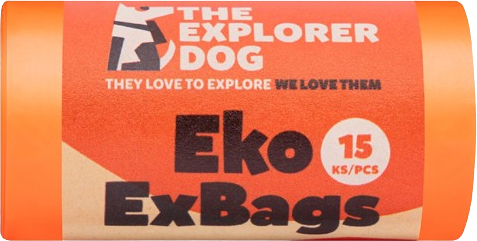 THE
EXPLORER
DOG
THEY LOVE TO EXPLORE WE LOVE THEM
Eko
15
KS/PCS
ExBags